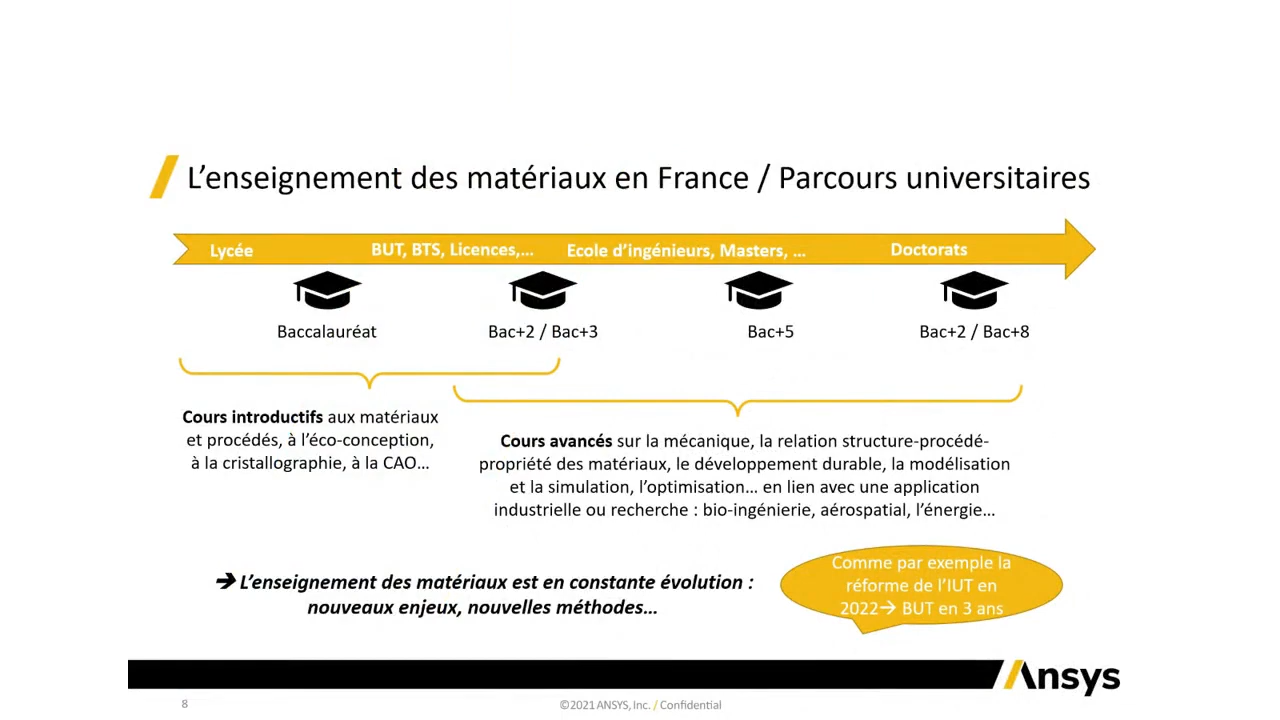 L’enseignement des matériaux en France / Parcours universitaires
Lycée
BUT, BTS, Licences,...
Ecole d’ingénieurs, Masters, ...
Doctorats
Baccalauréat
Bac+2 / Bac+3
Bac+5
Bac+2 / Bac+8
Cours introductifs aux matériaux
et procédés, à l’éco-conception,
à la cristallographie, à la CAO...
Cours avancés sur la mécanique, la relation structure-procédé-
propriété des matériaux, le développement durable, la modélisation
et la simulation, l’optimisation... en lien avec une application
industrielle ou recherche : bio-ingénierie, aérospatial, l’énergie...
➔ L’enseignement des matériaux est en constante évolution :
nouveaux enjeux, nouvelles méthodes...
Comme par exemple la
réforme de l’IUT en
2022→ BUT en 3 ans
Ansys
8
©2021 ANSYS, Inc. / Confidential